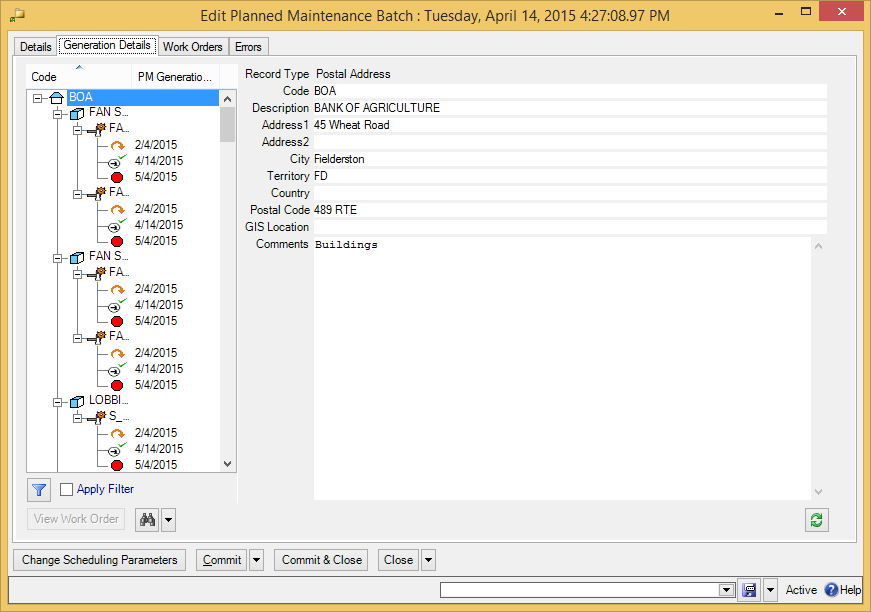 Edit Planned Maintenance Batch : Tuesday, April 14, 2015 4:27:08.97 PM
Details Generation Details Work Orders Errors
Code PM Generatio...
BOA
FAN S...
FA...
2/4/2015
4/14/2015
5/4/2015
FA...
2/4/2015
4/14/2015
5/4/2015
FAN S...
FA...
2/4/2015
4/14/2015
5/4/2015
FA...
2/4/2015
4/14/2015
5/4/2015
LOBBI...
S_...
2/4/2015
4/14/2015
5/4/2015
Apply Filter
View Work Order
Record Type Postal Address
Code BOA
Description BANK OF AGRICULTURE
Address1 45 Wheat Road
Address2
City Fielderston
Territory FD
Country
Postal Code 489 RTE
GIS Location
Comments Buildings
Change Scheduling Parameters Commit Commit & Close Close
Active Help